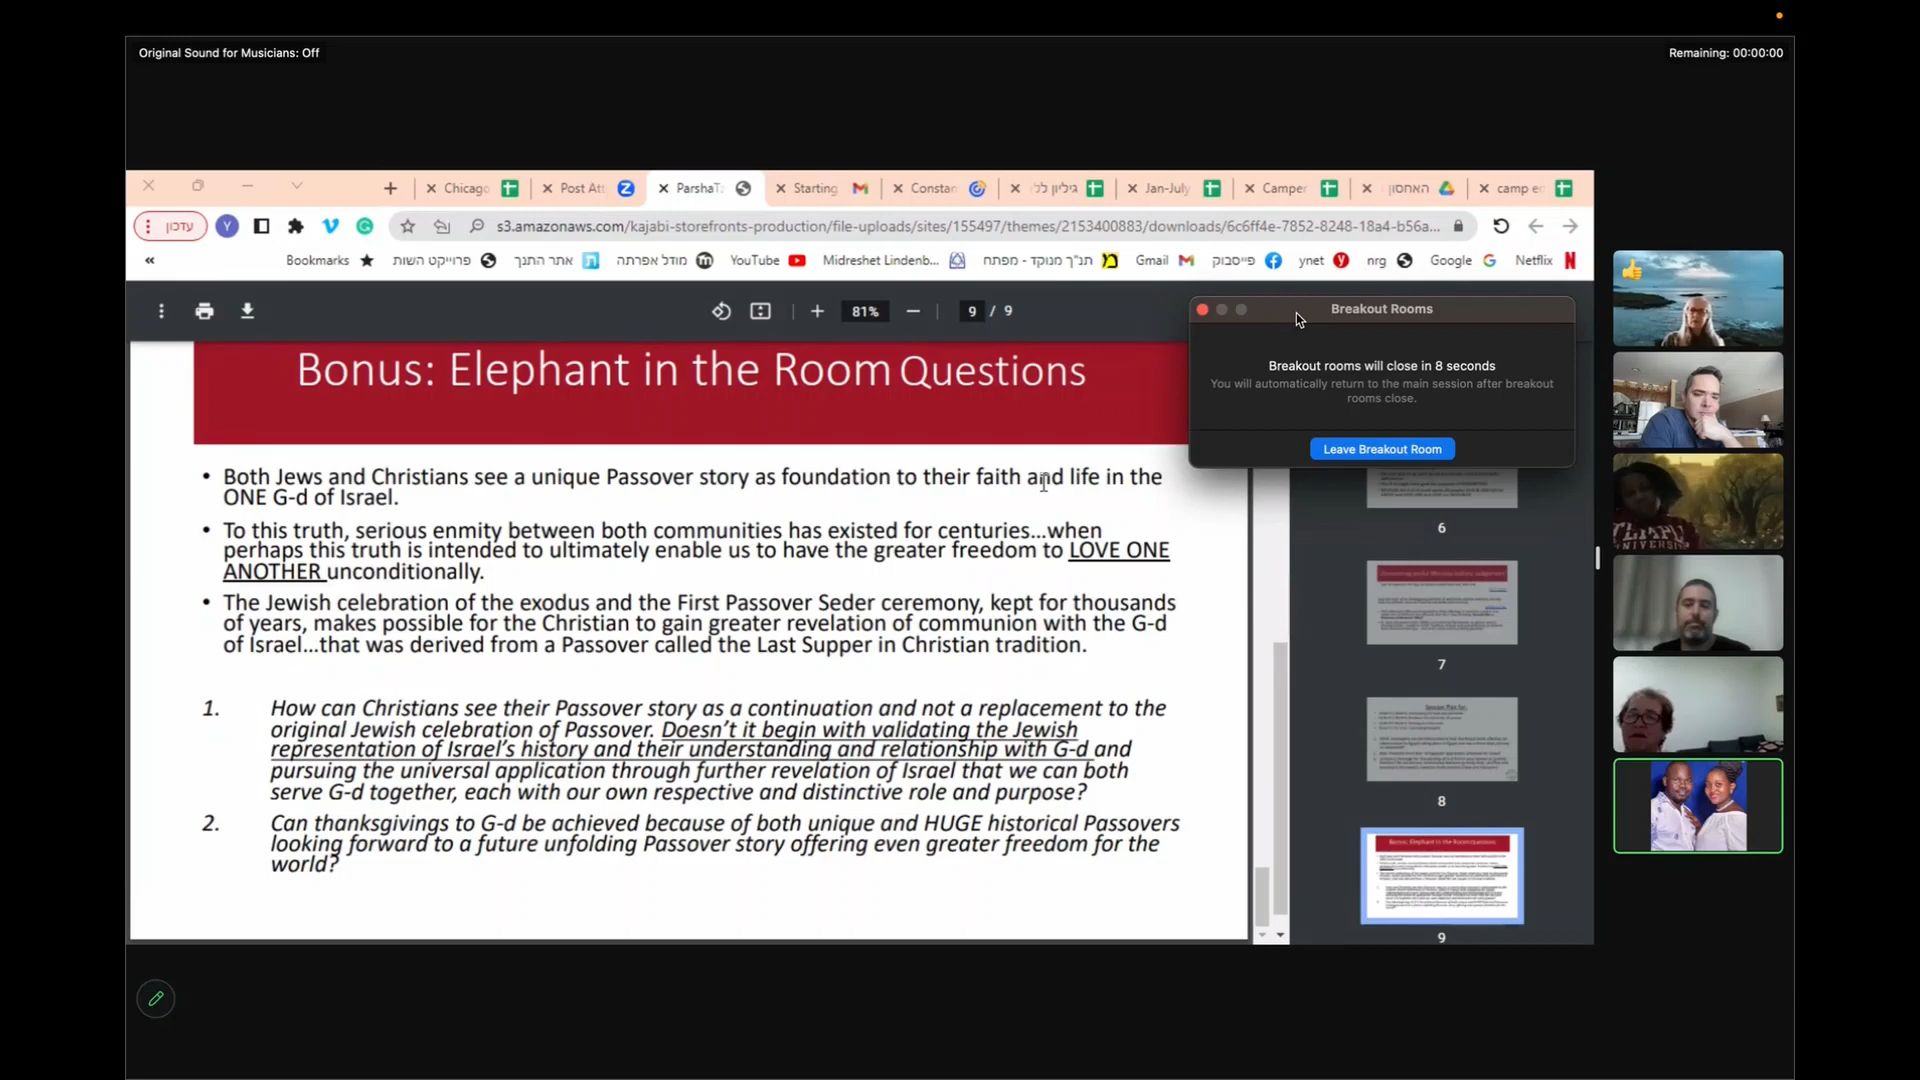 Original Sound for Musicians: Off
Remaining: 00:00:00
Chicago
Post Att
ParshaT
Starting
Constan
גיליון ללי
Jan-July
Camper
האחסון
camp e
עדכון
Y
s3.amazonaws.com/kajabi-storefronts-production/file-uploads/sites/155497/themes/2153400883/downloads/6c6ff4e-7852-8248-18a4-b56a...
«
Bookmarks
פרוייקט השות
אתר התנך
מודל אפרתה
YouTube
Midreshet Lindenb...
תנ"ך מנוקד - מפתח
Gmail
פייסבוק
ynet
nrg
Google
Netflix
81%
9 / 9
Breakout Rooms
Breakout rooms will close in 8 seconds
You will automatically return to the main session after breakout
rooms close.
Leave Breakout Room
Bonus: Elephant in the Room Questions
• Both Jews and Christians see a unique Passover story as foundation to their faith and life in the
ONE G-d of Israel.
• To this truth, serious enmity between both communities has existed for centuries...when
perhaps this truth is intended to ultimately enable us to have the greater freedom to LOVE ONE
ANOTHER unconditionally.
• The Jewish celebration of the exodus and the First Passover Seder ceremony, kept for thousands
of years, makes possible for the Christian to gain greater revelation of communion with the G-d
of Israel...that was derived from a Passover called the Last Supper in Christian tradition.
1. How can Christians see their Passover story as a continuation and not a replacement to the
original Jewish celebration of Passover. Doesn't it begin with validating the Jewish
representation of Israel's history and their understanding and relationship with G-d and
pursuing the universal application through further revelation of Israel that we can both
serve G-d together, each with our own respective and distinctive role and purpose?
2. Can thanksgivings to G-d be achieved because of both unique and HUGE historical Passovers
looking forward to a future unfolding Passover story offering even greater freedom for the
world?
6
7
8
Bonus: Elephant in the Room Questions
9